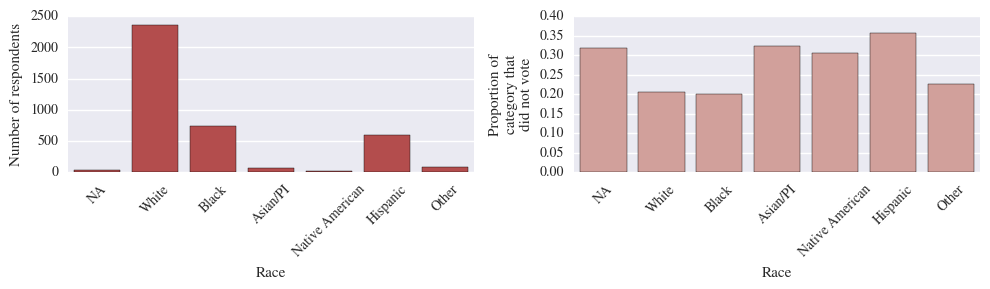 Number of respondents
2500
2000
1500
1000
500
0
NA
White
Black
Asian/PI
Native American
Hispanic
Other
Race
Proportion of
category that
did not vote
0.40
0.35
0.30
0.25
0.20
0.15
0.10
0.05
0.00
NA
White
Black
Asian/PI
Native American
Hispanic
Other
Race